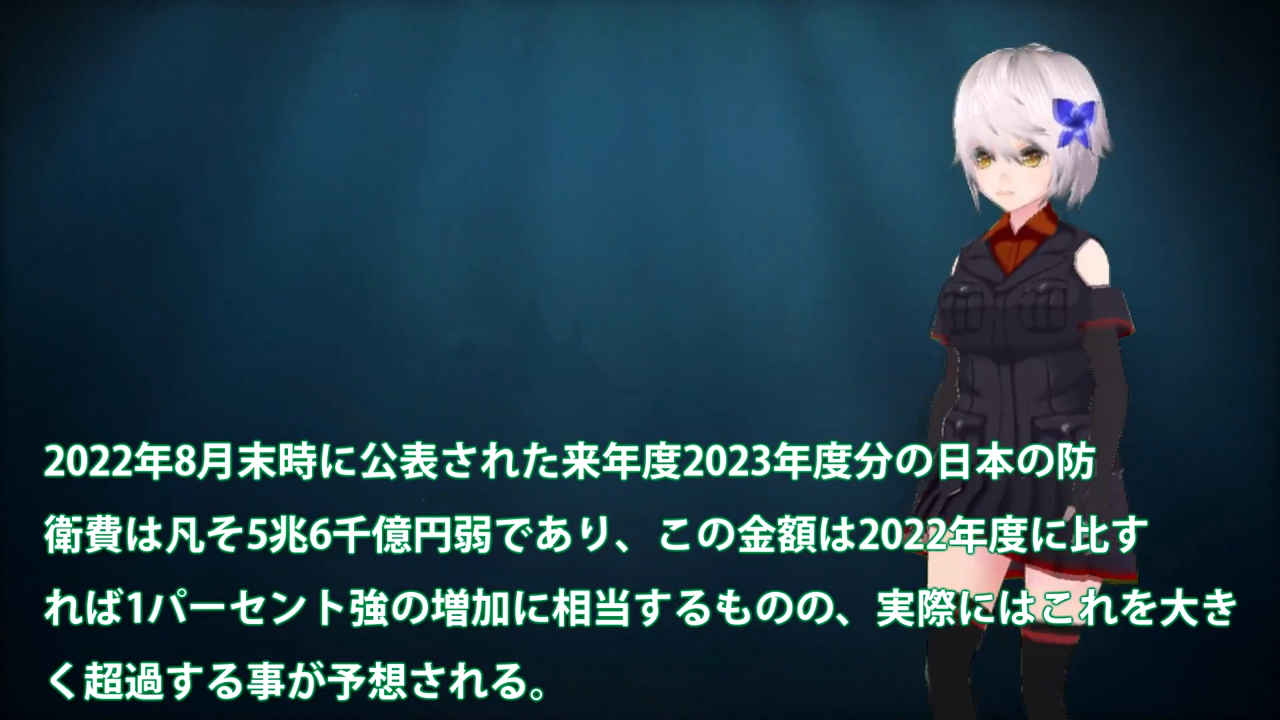 2022年8月末時に公表された来年度2023年度分の日本の防
衛費は凡そ5兆6千億円弱であり、この金額は2022年度に比す
れば1パーセント強の増加に相当するものの、実際にはこれを大き
く超過する事が予想される。